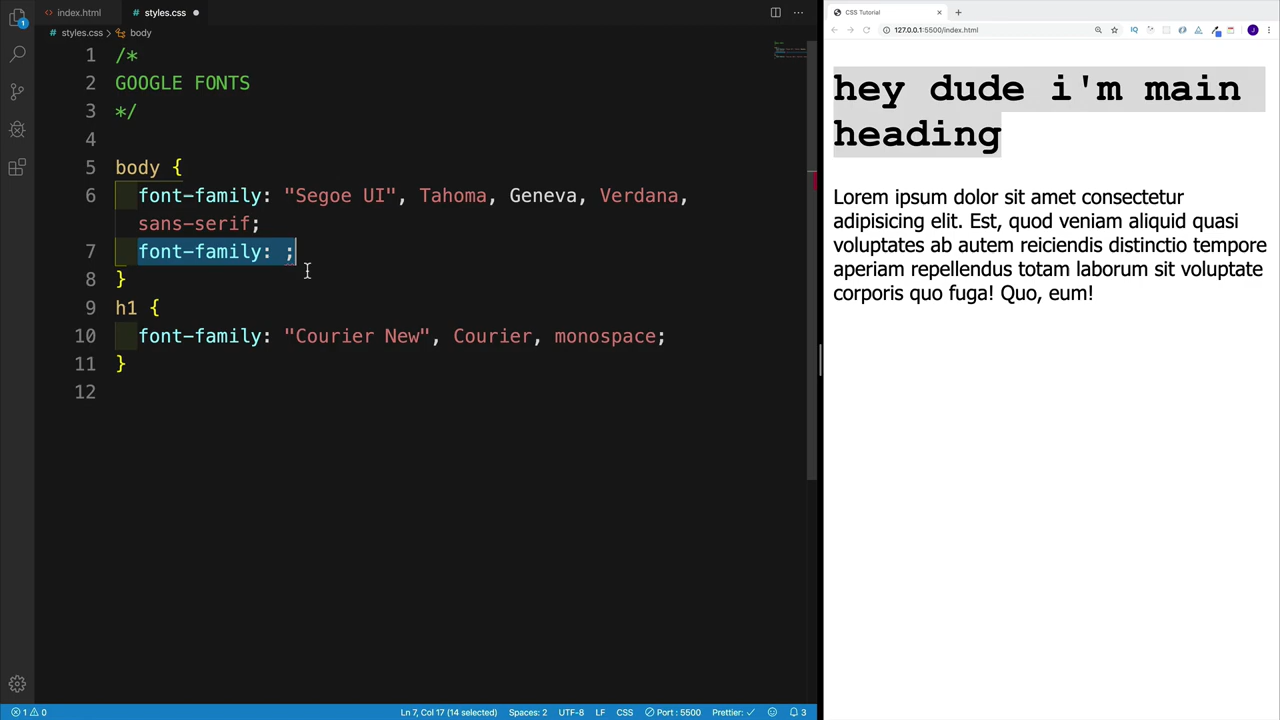 index.html
styles.css
styles.css
body
1 /*
2 GOOGLE FONTS
3 */
4
5 body {
6 font-family: "Segoe UI", Tahoma, Geneva, Verdana,
sans-serif;
7 font-family: ;
8 }
9 h1 {
10 font-family: "Courier New", Courier, monospace;
11 }
12
1
1 0
Ln 7, Col 17 (14 selected)
Spaces: 2
UTF-8
LF
CSS
Port : 5500
Prettier: ✓
3
CSS Tutorial
127.0.0.1:5500/index.html
J
hey dude i'm main
heading
Lorem ipsum dolor sit amet consectetur
adipisicing elit. Est, quod veniam aliquid quasi
voluptates ab autem reiciendis distinctio tempore
aperiam repellendus totam laborum sit voluptate
corporis quo fuga! Quo, eum!